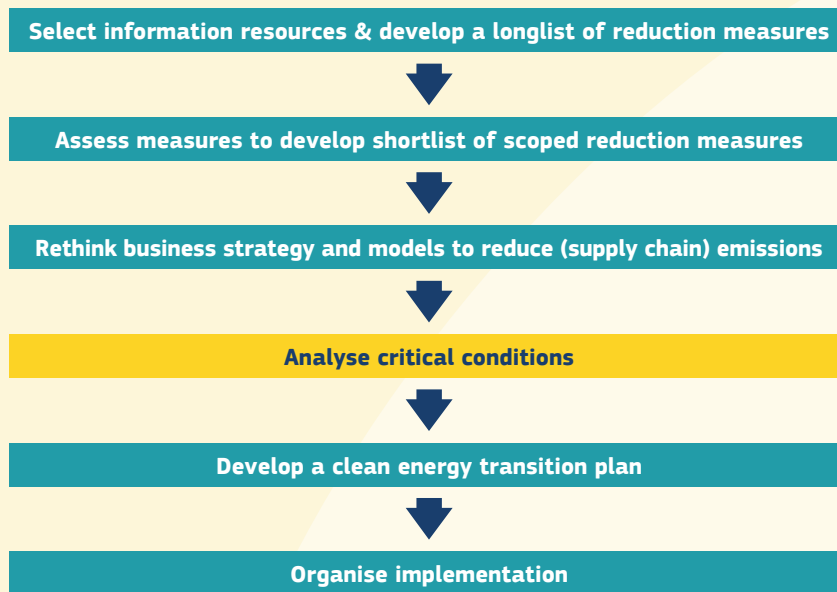 Select information resources & develop a longlist of reduction measures
Assess measures to develop shortlist of scoped reduction measures
Rethink business strategy and models to reduce (supply chain) emissions
Analyse critical conditions
Develop a clean energy transition plan
Organise implementation